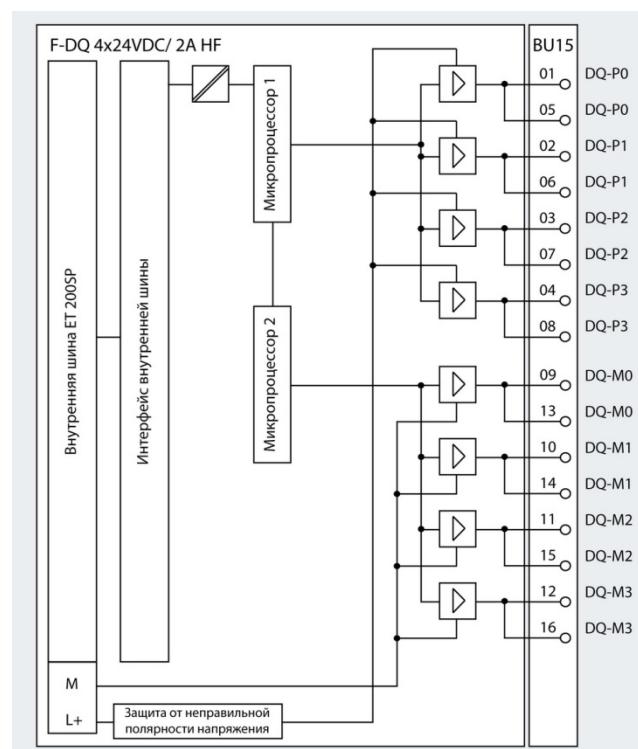 F-DQ 4x24VDC/ 2A HF
BU15
Внутренняя шина ET 200SP
Интерфейс внутренней шины
Микропроцессор 1
Микропроцессор 2
01 DQ-P0
05 DQ-P0
02 DQ-P1
06 DQ-P1
03 DQ-P2
07 DQ-P2
04 DQ-P3
08 DQ-P3
09 DQ-M0
13 DQ-M0
10 DQ-M1
14 DQ-M1
11 DQ-M2
15 DQ-M2
12 DQ-M3
16 DQ-M3
M
L+
Защита от неправильной
полярности напряжения